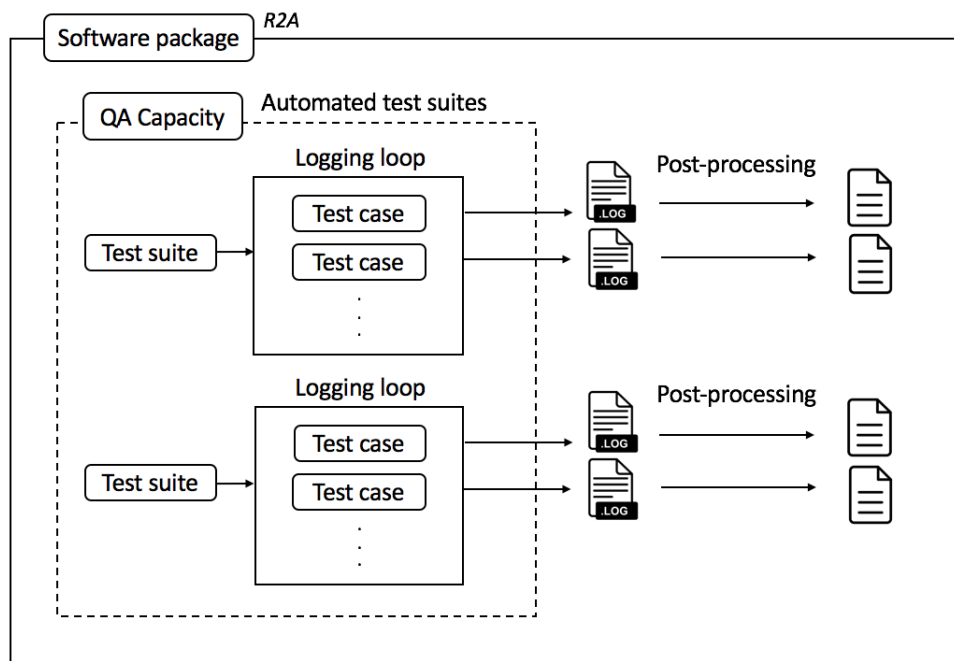 R2A
Software package
QA Capacity
Automated test suites
Logging loop
Post-processing
Test case
.LOG
Test suite
Test case
.LOG
.
.
.
Logging loop
Post-processing
Test case
.LOG
Test suite
Test case
.LOG
.
.
.